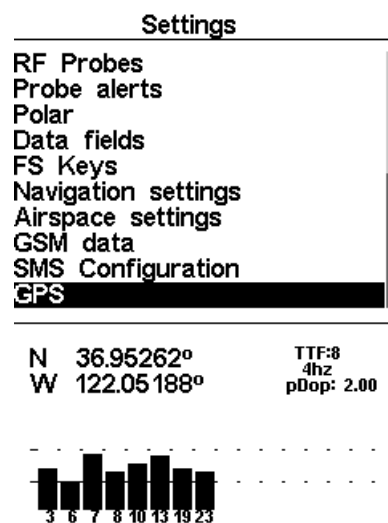 Settings
RF Probes
Probe alerts
Polar
Data fields
FS Keys
Navigation settings
Airspace settings
GSM data
SMS Configuration
GPS
N 36.95262º
W 122.05188º
TTF:8
4hz
pDop: 2.00
3 6 7 8 10 13 19 23